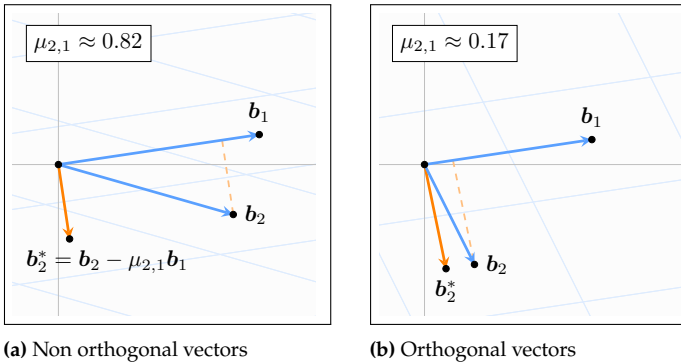 μ₂,₁ ≈ 0.82
b₁
b₂
b₂* = b₂ − μ₂,₁b₁
(a) Non orthogonal vectors
μ₂,₁ ≈ 0.17
b₁
b₂
b₂*
(b) Orthogonal vectors